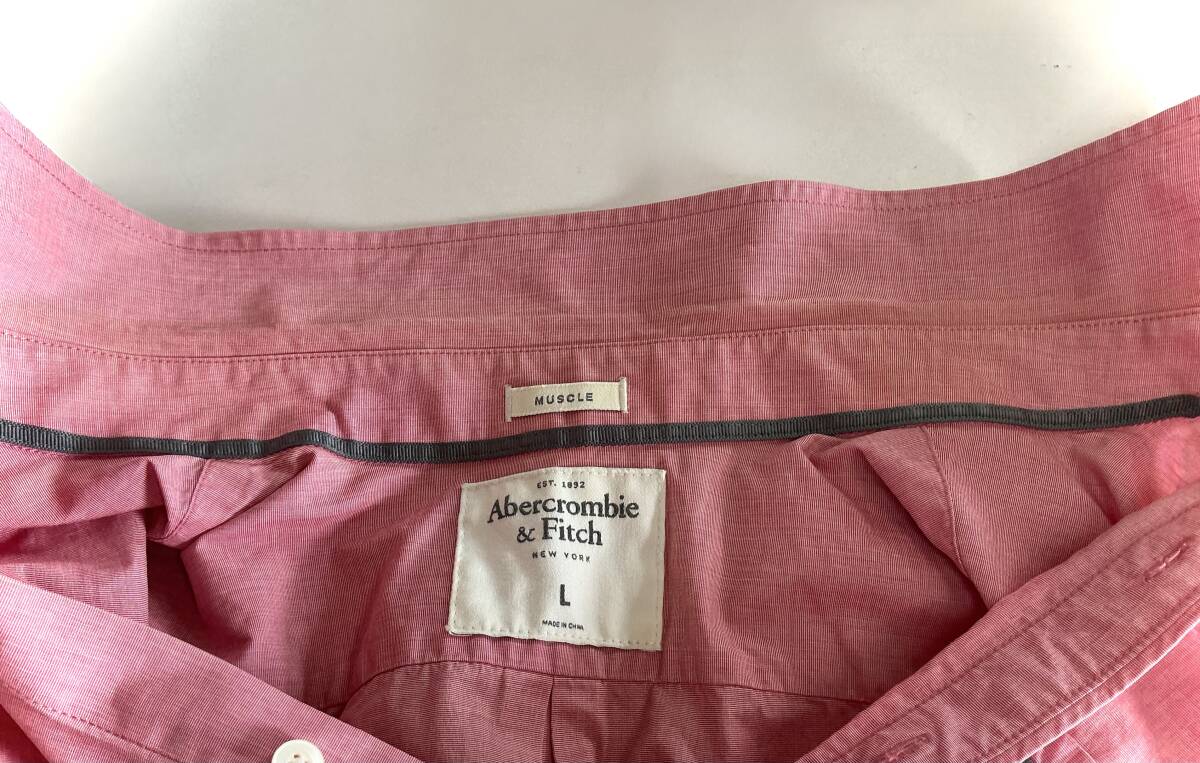 MUSCLE
EST. 1892
Abercrombie
& Fitch
NEW YORK
L
MADE IN CHINA